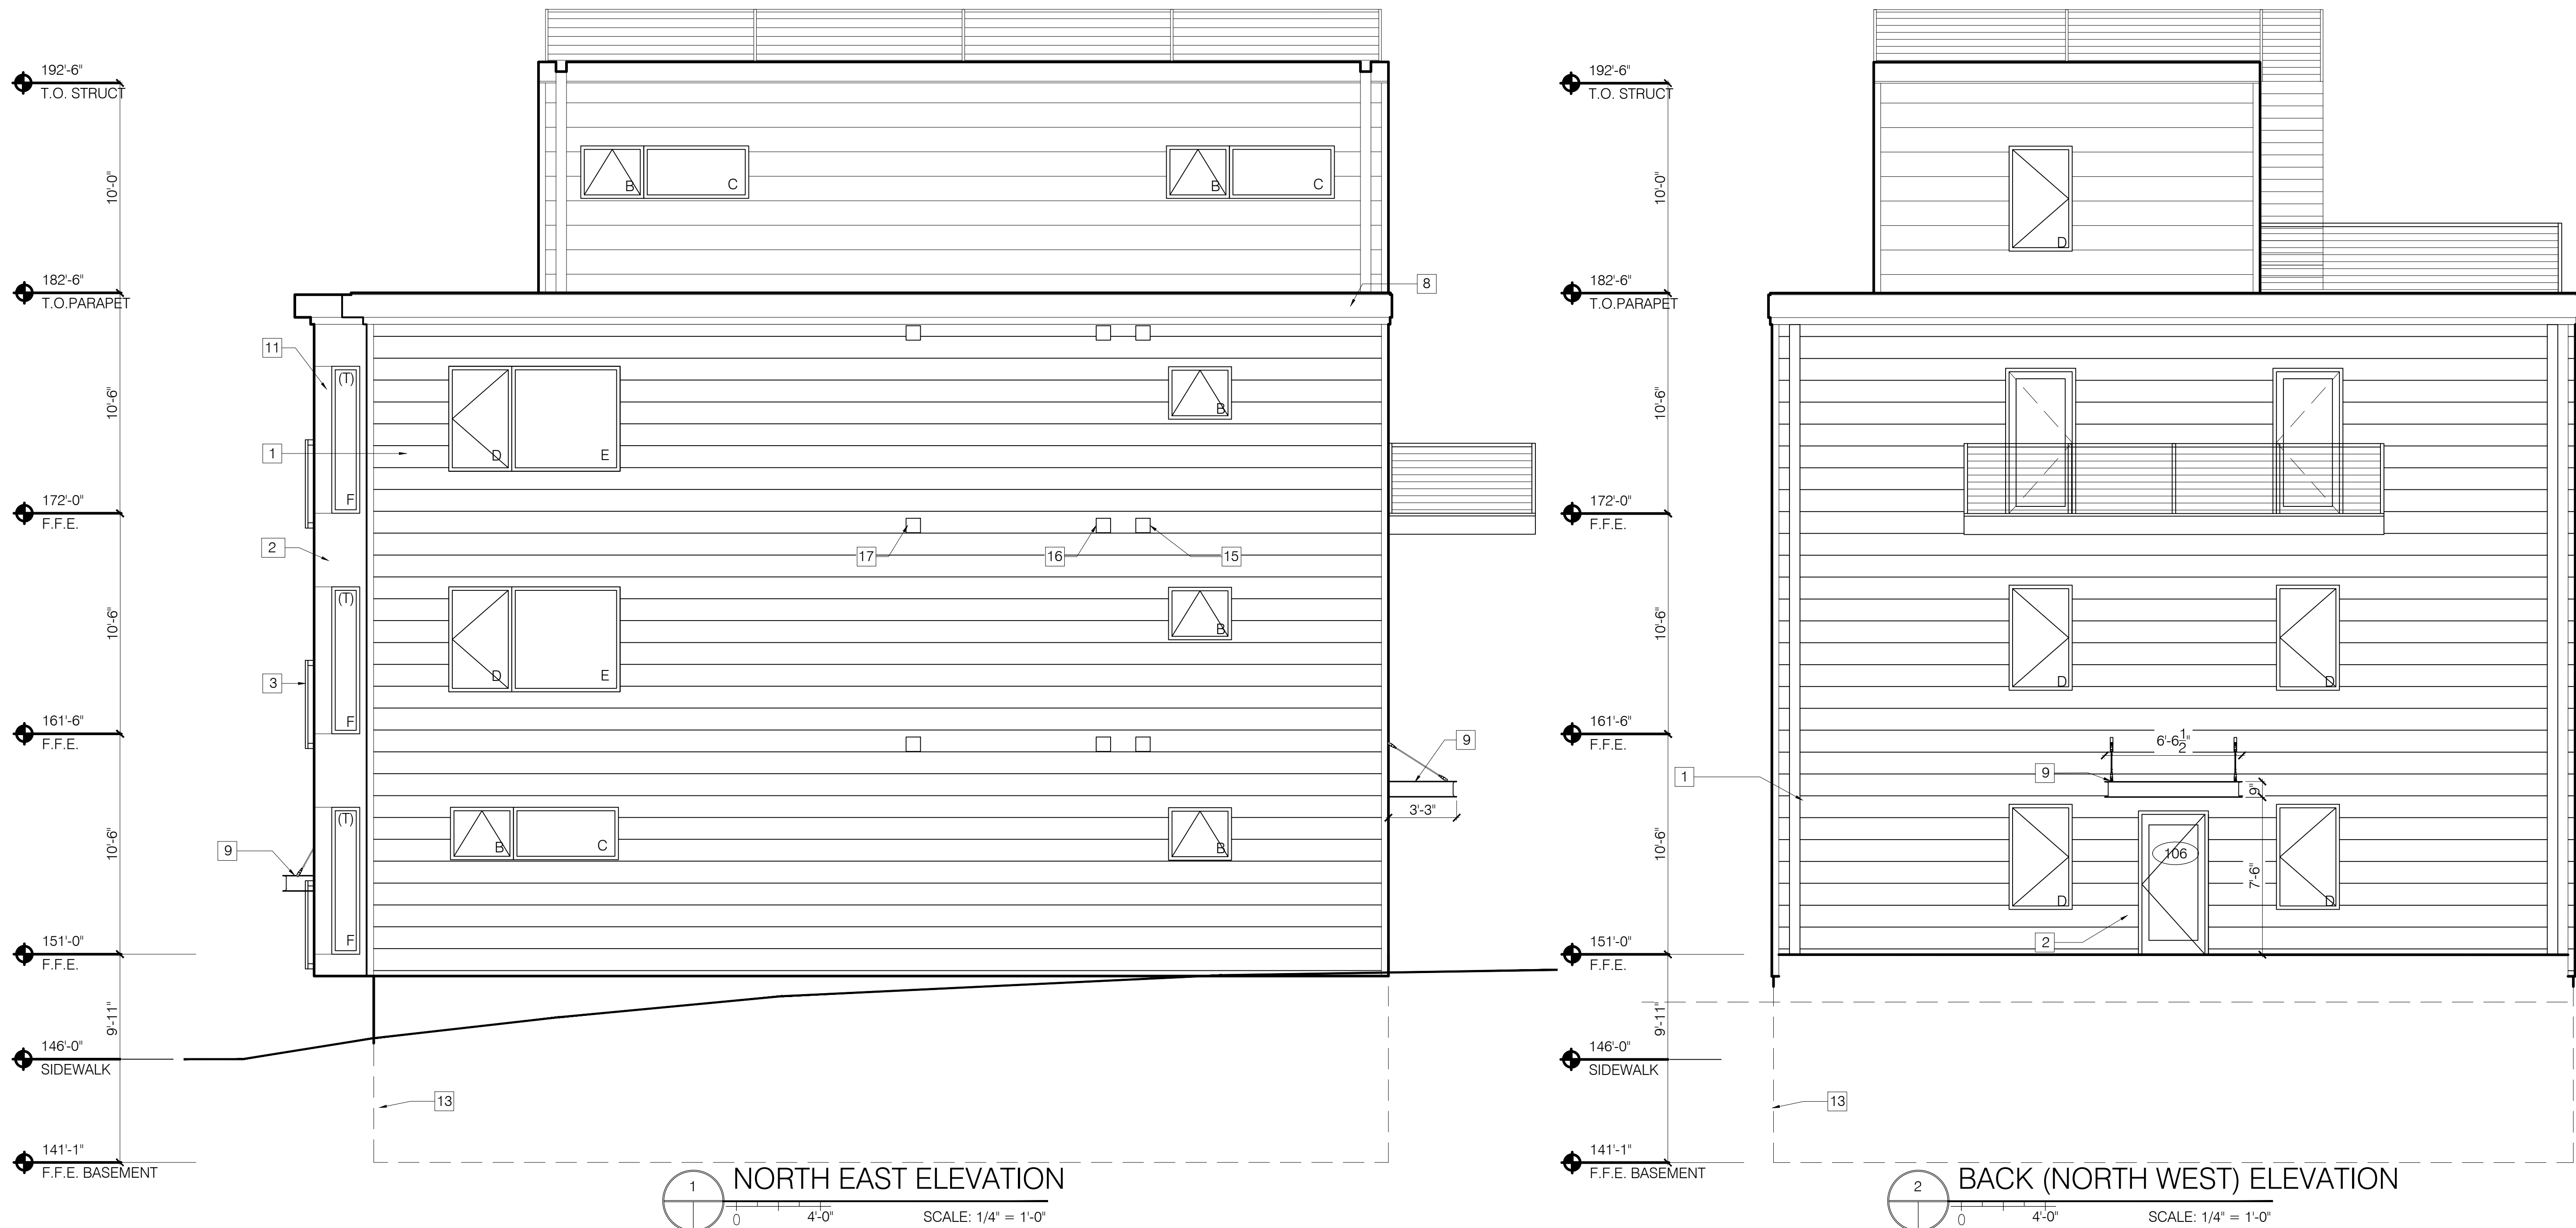 192'-6"
T.O. STRUCT
10'-0"
182'-6"
T.O.PARAPET
10'-6"
172'-0"
F.F.E.
10'-6"
161'-6"
F.F.E.
10'-6"
151'-0"
F.F.E.
9'-11"
146'-0"
SIDEWALK
141'-1"
F.F.E. BASEMENT
B C
B C
8
11
(T)
1
D E
B
F
2
17
16
15
(T)
D E
B
3
F
9
3'-3"
(T)
B C
B
9
F
13
1
NORTH EAST ELEVATION
0 4'-0" SCALE: 1/4" = 1'-0"
192'-6"
T.O. STRUCT
10'-0"
182'-6"
T.O.PARAPET
10'-6"
172'-0"
F.F.E.
10'-6"
161'-6"
F.F.E.
10'-6"
151'-0"
F.F.E.
9'-11"
146'-0"
SIDEWALK
141'-1"
F.F.E. BASEMENT
D
D
D
6'-6 1/2"
9
1
9"
106
7'-6"
D
D
2
13
2
BACK (NORTH WEST) ELEVATION
0 4'-0" SCALE: 1/4" = 1'-0"